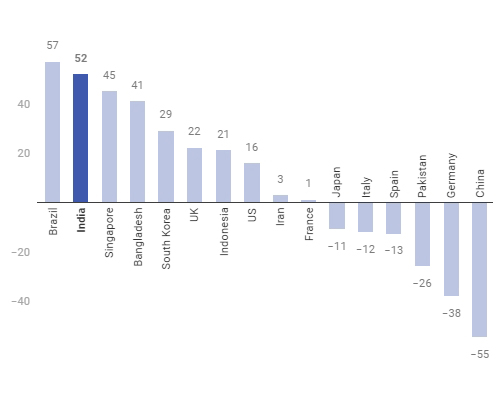 57
52
45
41
29
22
21
16
3
1
−11
−12
−13
−26
−38
−55
40
20
−20
−40
Brazil
India
Singapore
Bangladesh
South Korea
UK
Indonesia
US
Iran
France
Japan
Italy
Spain
Pakistan
Germany
China